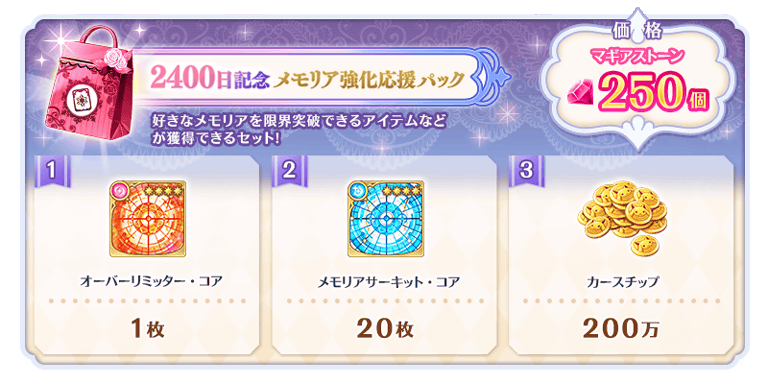 2400日記念 メモリア強化応援パック
好きなメモリアを限界突破できるアイテムなど
が獲得できるセット!
価格
マギアストーン
250個
1
オーバーリミッター・コア
1枚
2
メモリアサーキット・コア
20枚
3
カースチップ
200万